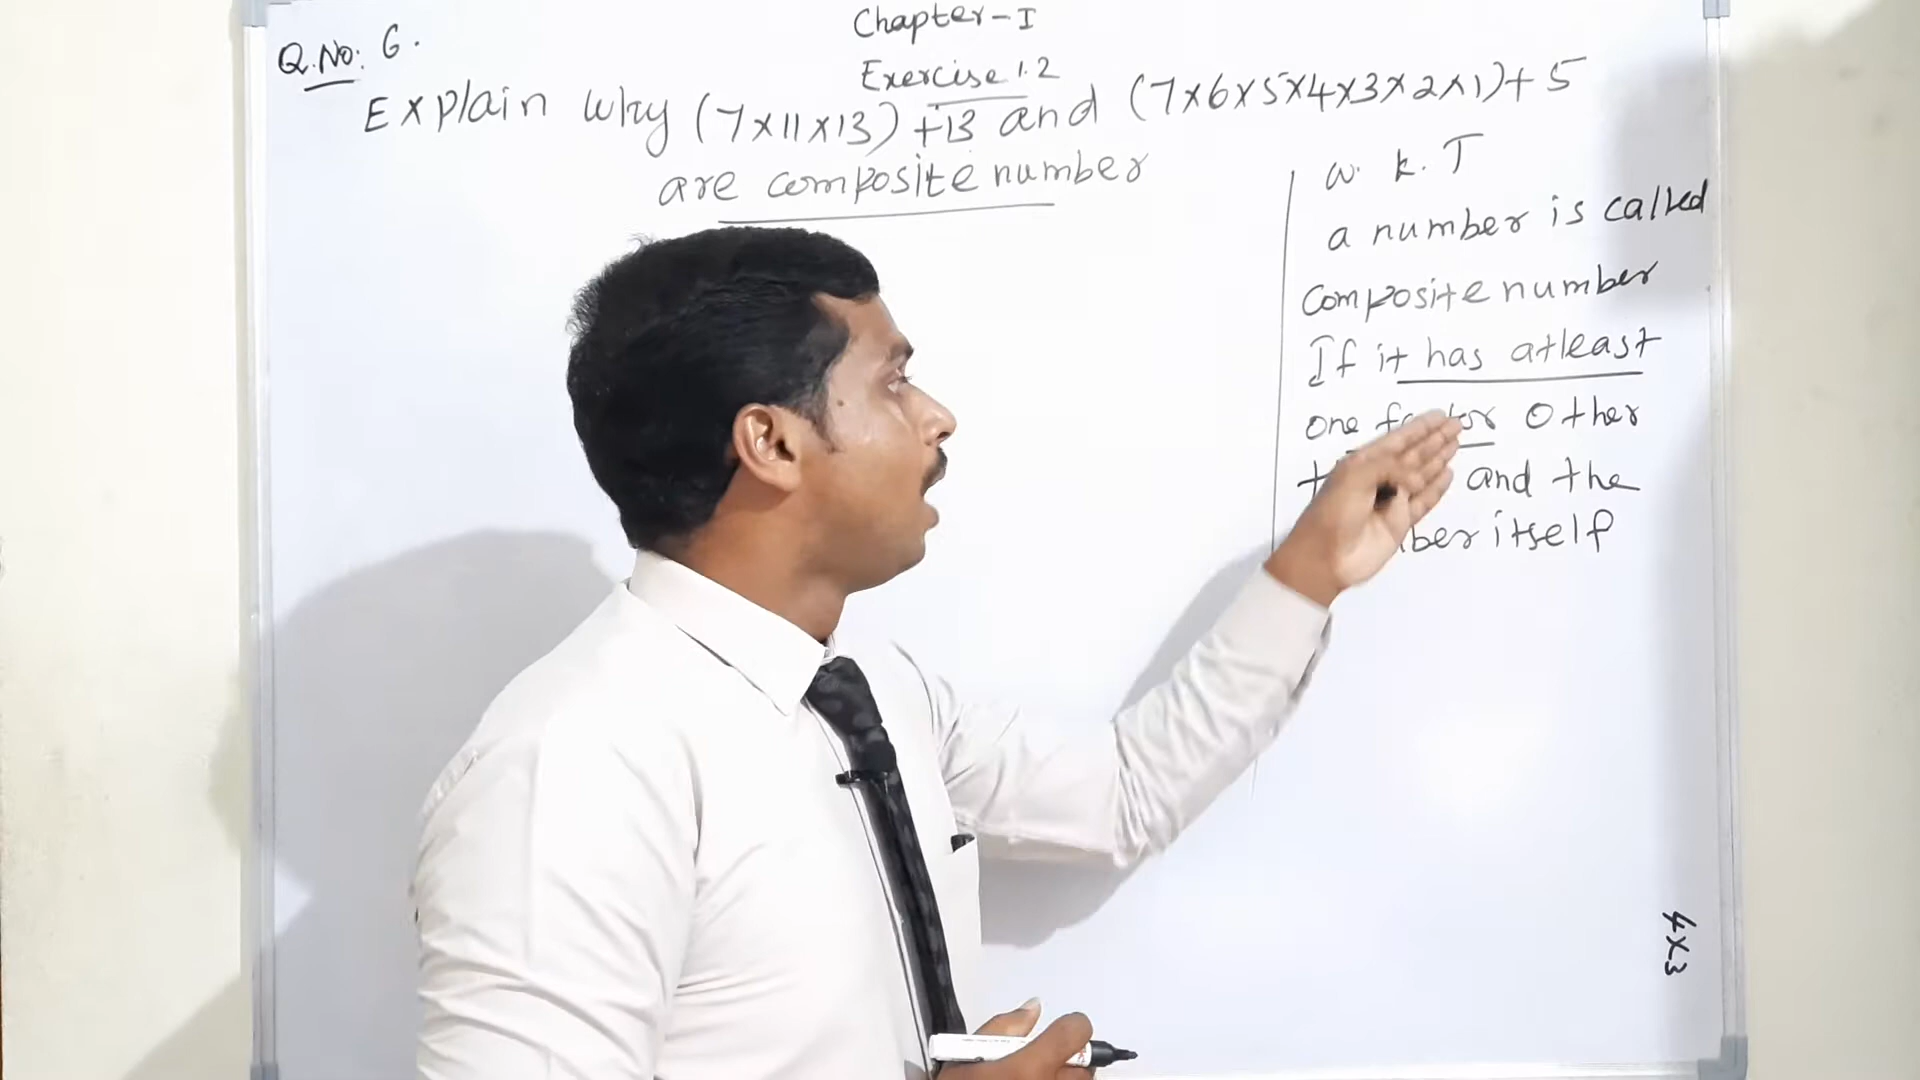 Chapter-I
Q.No: 6.
Exercise 1.2
Explain why (7×11×13)+13 and (7×6×5×4×3×2×1)+5
are composite number
w. k. T
a number is called
composite number
If it has atleast
one factor other
and the
itself
4×3